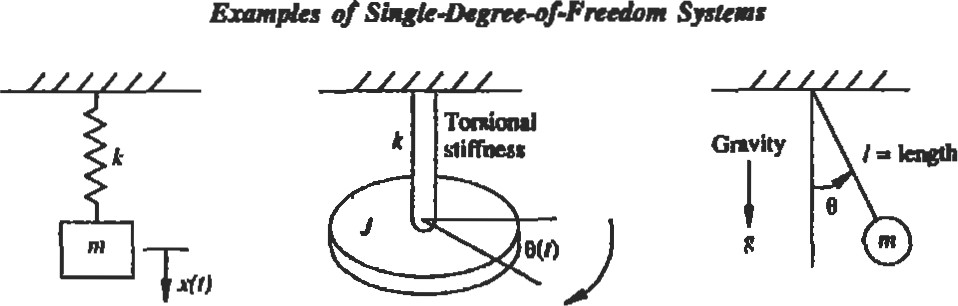 Examples of Single-Degree-of-Freedom Systems
k
m
x(t)
k
Torsional
stiffness
J
θ(t)
Gravity
g
l = length
θ
m